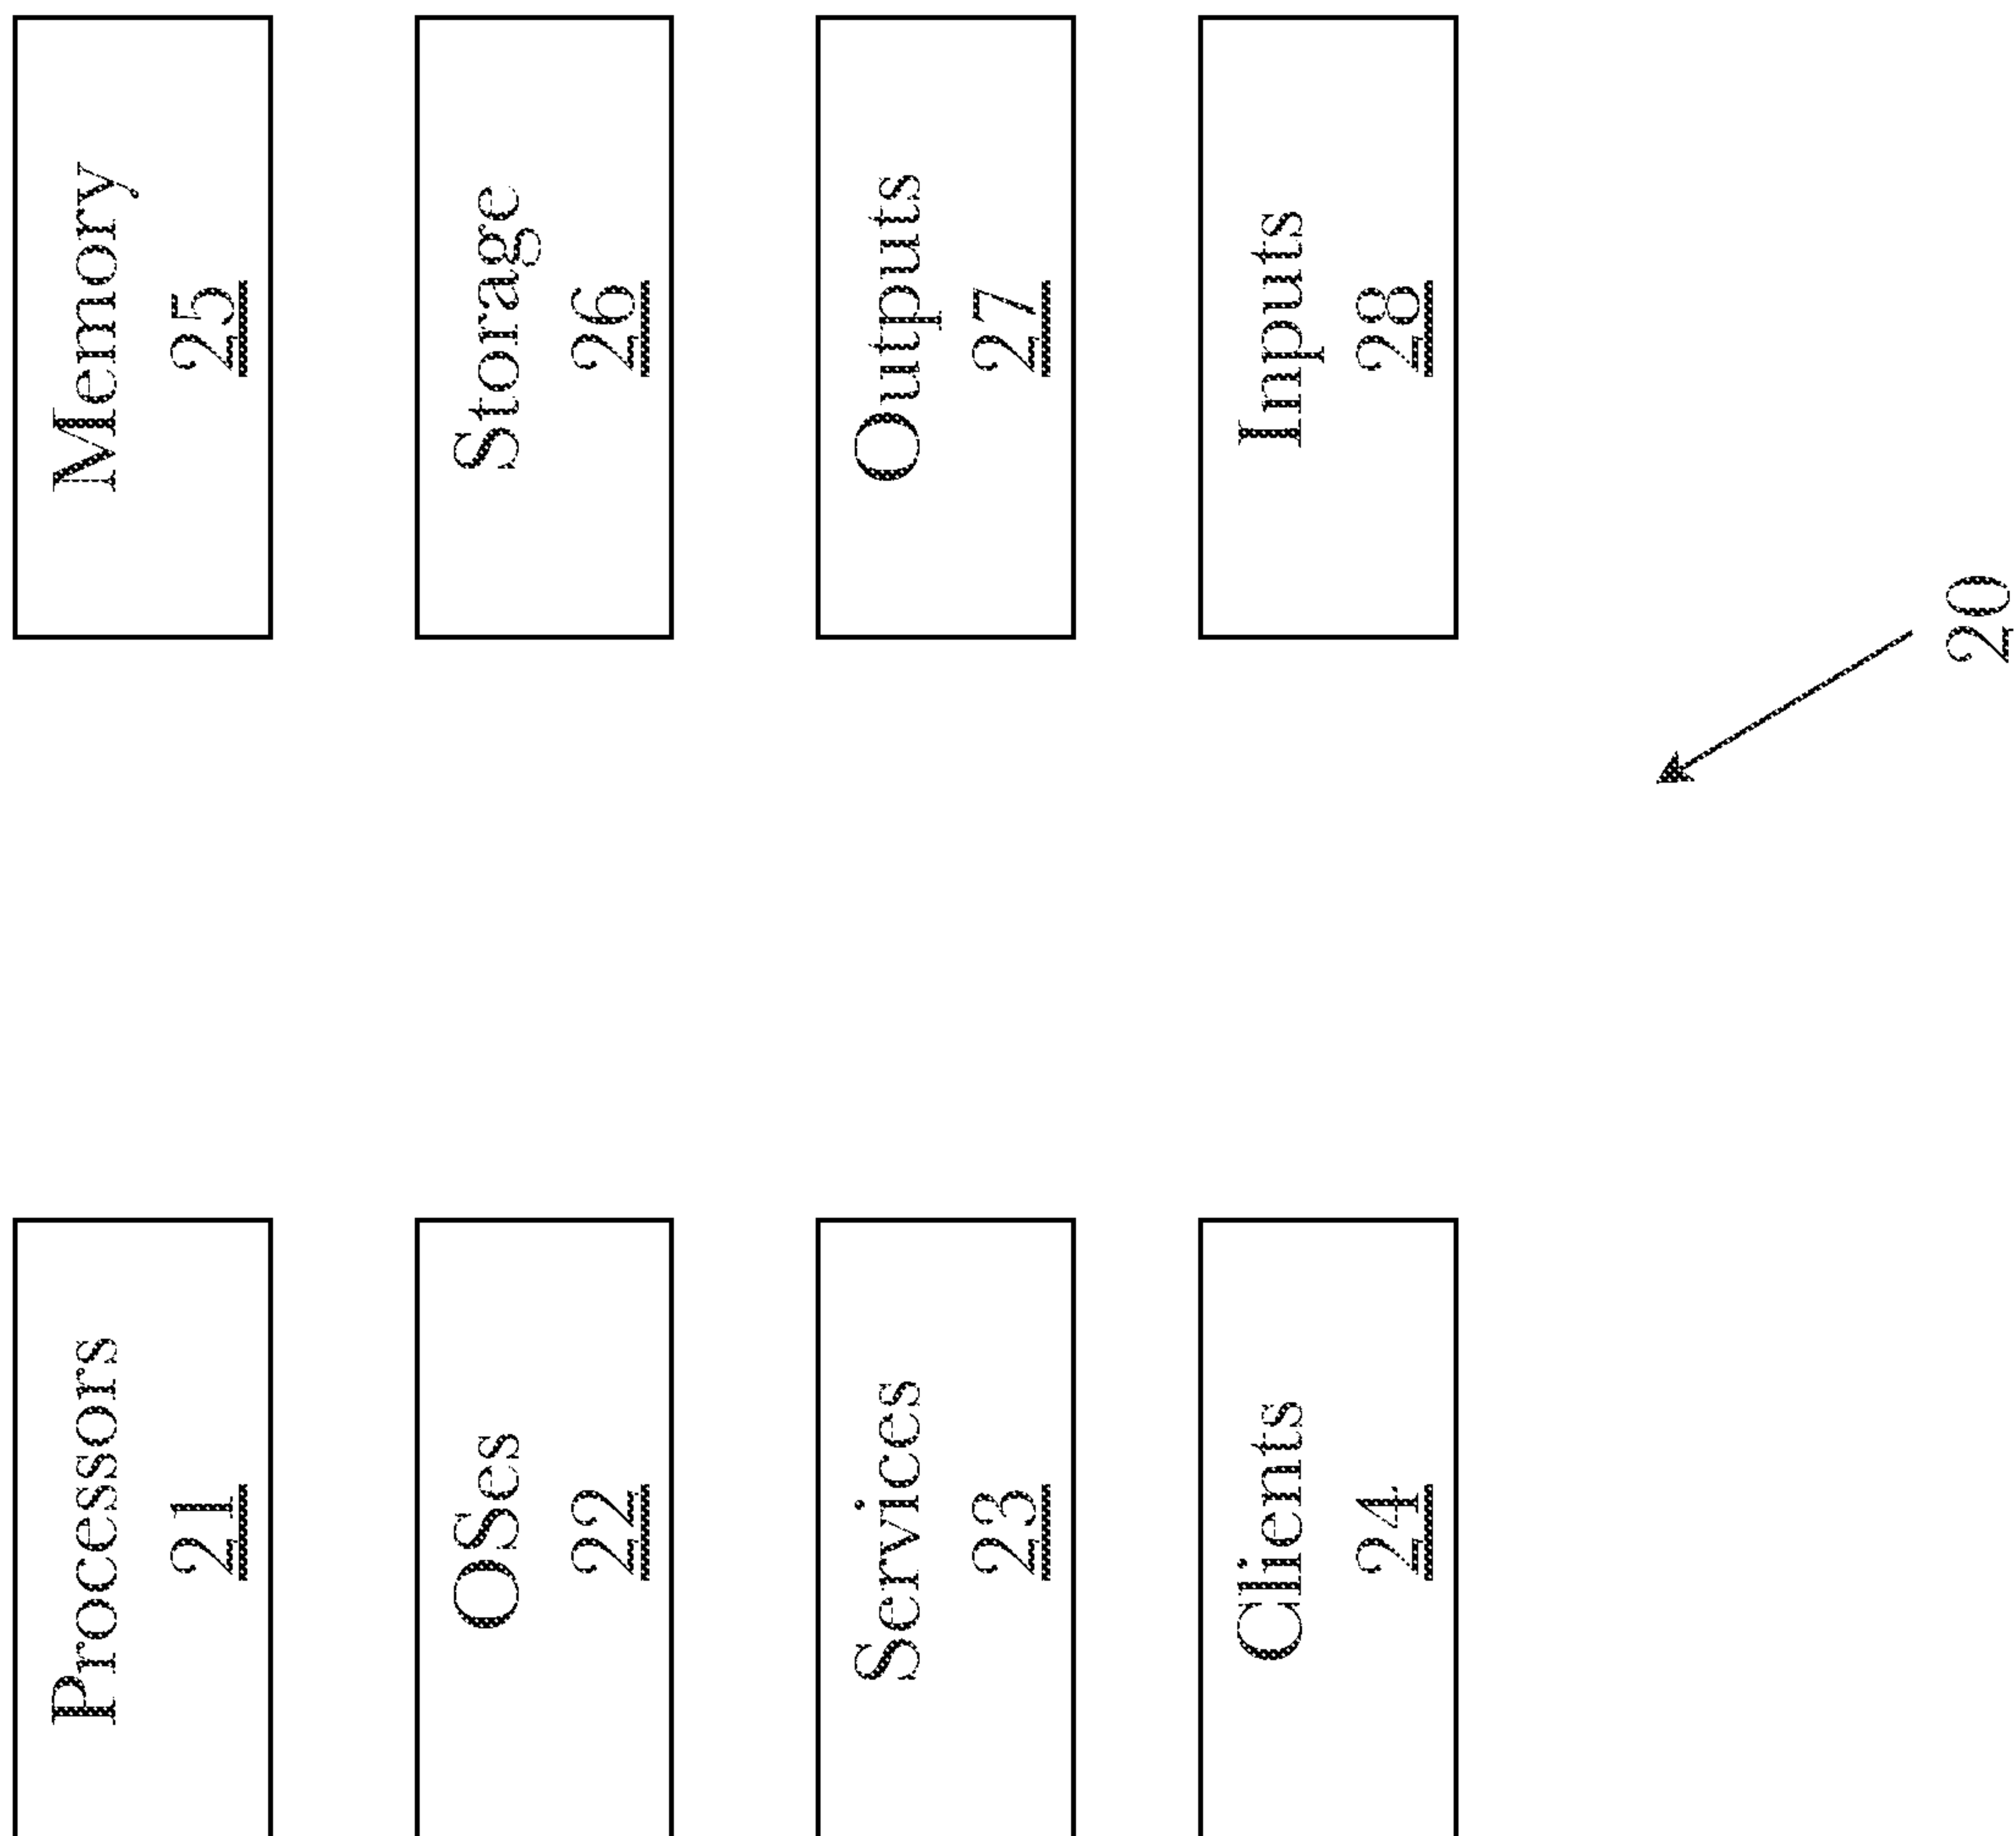 Processors
21
Memory
25
OSes
22
Storage
26
Services
23
Outputs
27
Clients
24
Inputs
28
20